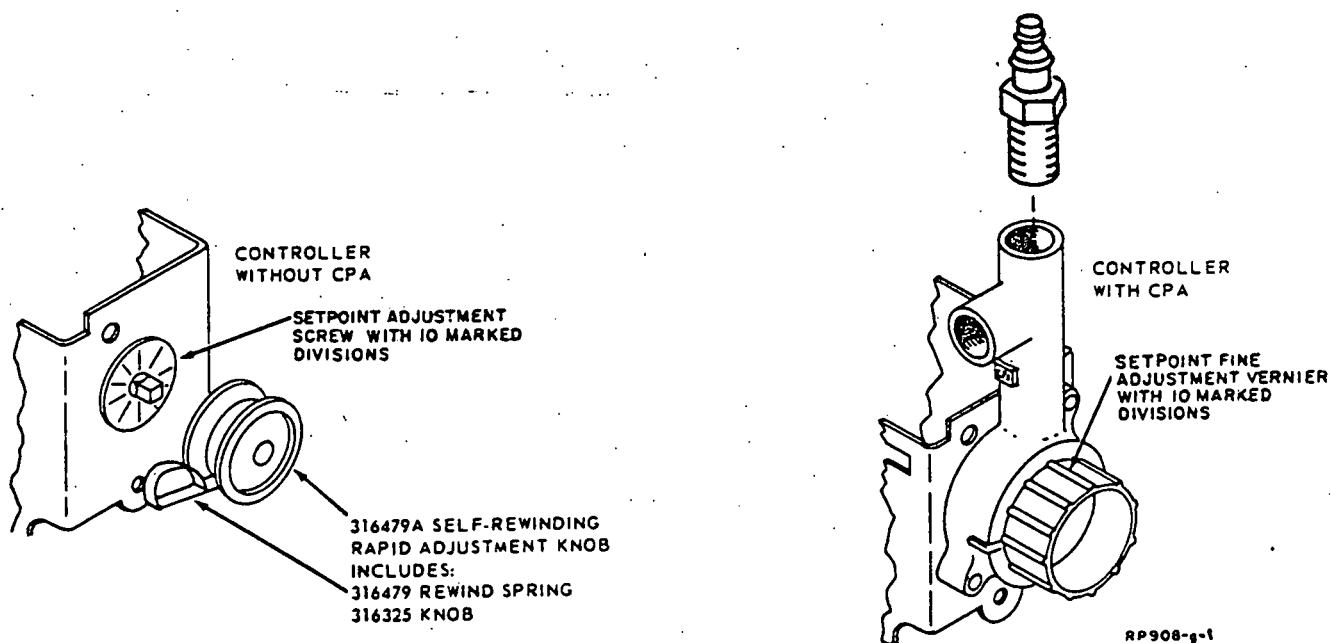 CONTROLLER
WITHOUT CPA
SETPOINT ADJUSTMENT
SCREW WITH 10 MARKED
DIVISIONS
316479A SELF-REWINDING
RAPID ADJUSTMENT KNOB
INCLUDES:
316479 REWIND SPRING
316325 KNOB
CONTROLLER
WITH CPA
SETPOINT FINE
ADJUSTMENT VERNIER
WITH 10 MARKED
DIVISIONS
RP908-g-1